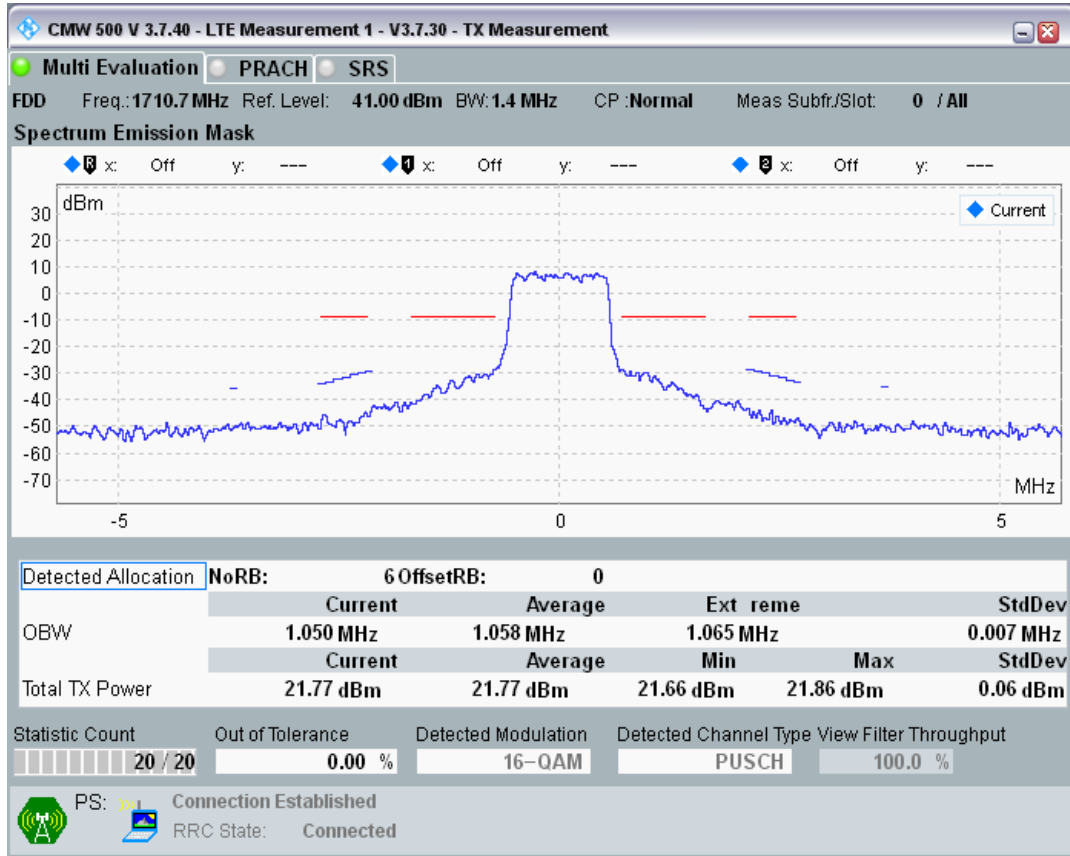 CMW 500 V 3.7.40 - LTE Measurement 1 - V3.7.30 - TX Measurement
Multi Evaluation PRACH SRS
FDD Freq.: 1710.7 MHz Ref. Level: 41.00 dBm BW: 1.4 MHz CP :Normal Meas Subfr./Slot: 0 / All
Spectrum Emission Mask
R x: Off y: --- 1 x: Off y: --- 2 x: Off y: ---
dBm
Current
30
20
10
0
-10
-20
-30
-40
-50
-60
-70
MHz
-5 0 5
Detected Allocation NoRB: 6 OffsetRB: 0
Current Average Ext reme StdDev
OBW 1.050 MHz 1.058 MHz 1.065 MHz 0.007 MHz
Current Average Min Max StdDev
Total TX Power 21.77 dBm 21.77 dBm 21.66 dBm 21.86 dBm 0.06 dBm
Statistic Count Out of Tolerance Detected Modulation Detected Channel Type View Filter Throughput
20 / 20 0.00 % 16-QAM PUSCH 100.0 %
PS: Connection Established
RRC State: Connected